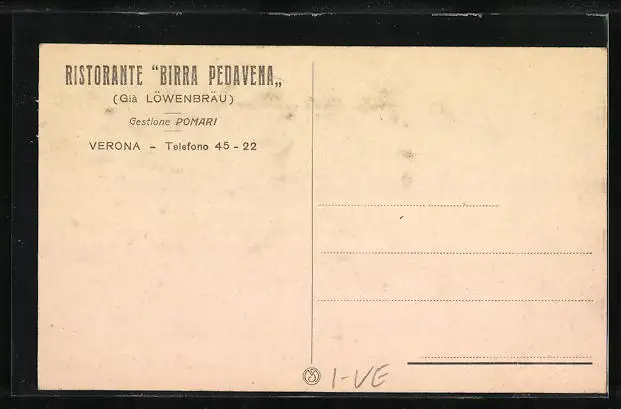 RISTORANTE "BIRRA PEDAVENA„
(Già LÖWENBRÄU)
Gestione POMARI
VERONA - Telefono 45 - 22
I-VE